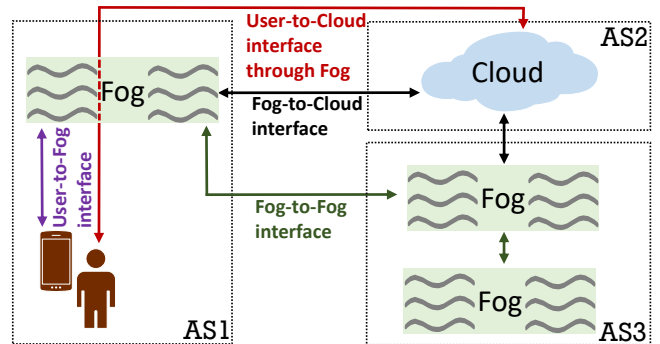 User-to-Cloud
interface
through Fog
AS2
Fog
Cloud
Fog-to-Cloud
interface
User-to-Fog
interface
Fog
Fog-to-Fog
interface
Fog
AS1
AS3